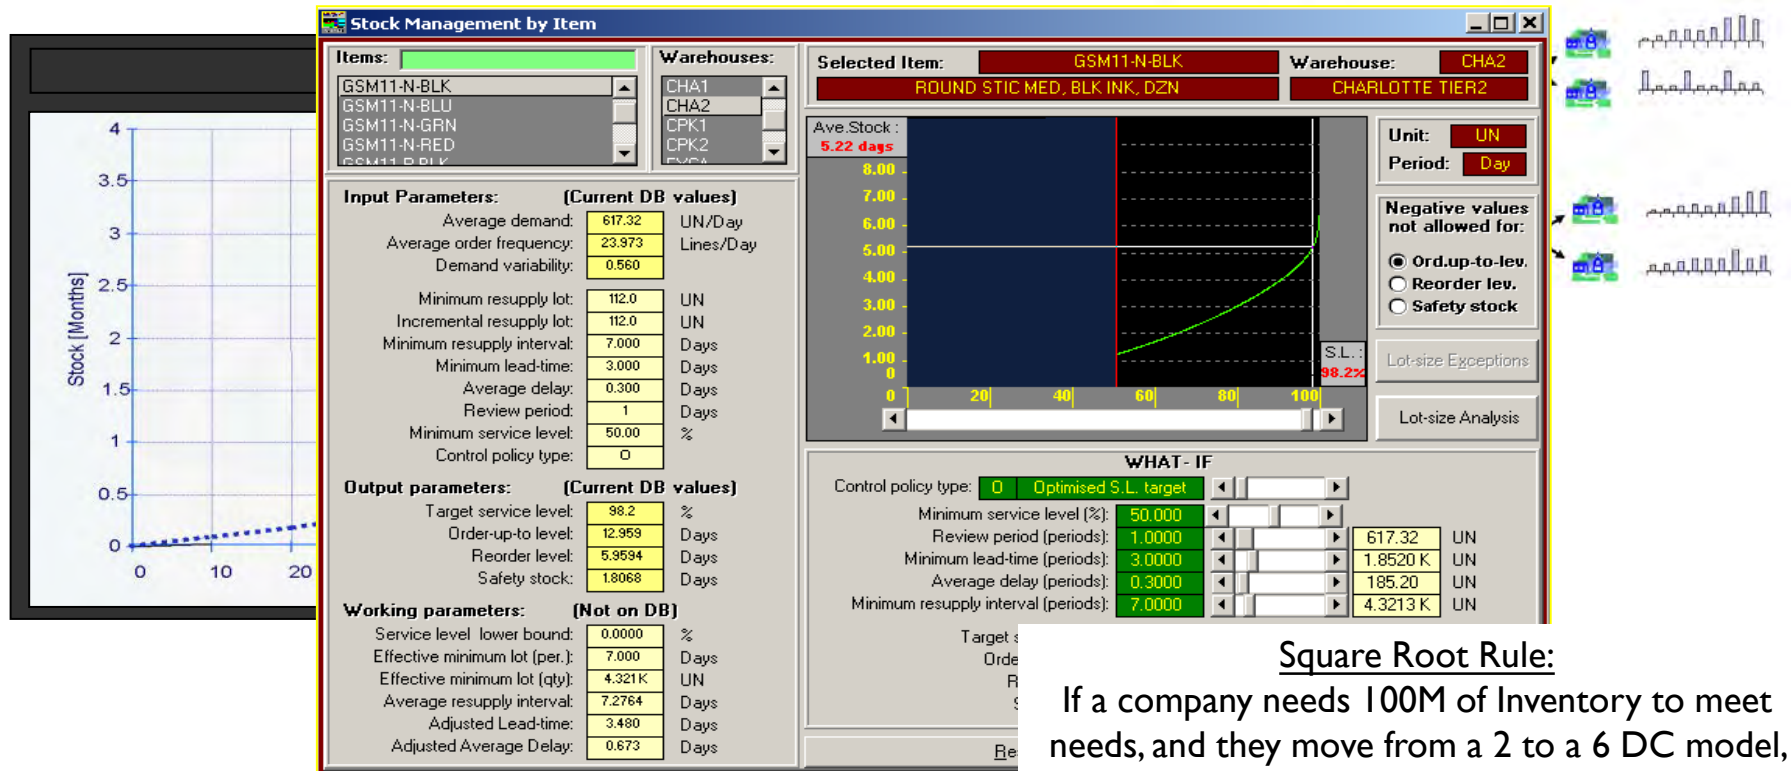 Stock Management by Item
Items:
GSM11-N-BLK
GSM11-N-BLU
GSM11-N-GRN
GSM11-N-RED
GSM11-R-BLK
Warehouses:
CHA1
CHA2
CPK1
CPK2
Selected Item: GSM11-N-BLK Warehouse: CHA2
ROUND STIC MED, BLK INK, DZN CHARLOTTE TIER2
Input Parameters: (Current DB values)
Average demand: 617.32 UN/Day
Average order frequency: 23.973 Lines/Day
Demand variability: 0.560
Minimum resupply lot: 112.0 UN
Incremental resupply lot: 112.0 UN
Minimum resupply interval: 7.000 Days
Minimum lead-time: 3.000 Days
Average delay: 0.300 Days
Review period: 1 Days
Minimum service level: 50.00 %
Control policy type: O
Output parameters: (Current DB values)
Target service level: 98.2 %
Order-up-to level: 12.959 Days
Reorder level: 5.9594 Days
Safety stock: 1.8068 Days
Working parameters: (Not on DB)
Service level lower bound: 0.0000 %
Effective minimum lot (per.): 7.000 Days
Effective minimum lot (qty): 4.321K UN
Average resupply interval: 7.2764 Days
Adjusted Lead-time: 3.480 Days
Adjusted Average Delay: 0.673 Days
Ave.Stock :
5.22 days
8.00
7.00
6.00
5.00
4.00
3.00
2.00
1.00
0
0 20 40 60 80 100
S.L. :
98.2%
Unit: UN
Period: Day
Negative values
not allowed for:
Ord.up-to-lev.
Reorder lev.
Safety stock
Lot-size Exceptions
Lot-size Analysis
WHAT- IF
Control policy type: O Optimised S.L. target
Minimum service level (%): 50.000
Review period (periods): 1.0000 617.32 UN
Minimum lead-time (periods): 3.0000 1.8520 K UN
Average delay (periods): 0.3000 185.20 UN
Minimum resupply interval (periods): 7.0000 4.3213 K UN
Target s
Orde
R
S
Re
Stock [Months]
4
3.5
3
2.5
2
1.5
1
0.5
0
0 10 20
Square Root Rule:
If a company needs 100M of Inventory to meet
needs, and they move from a 2 to a 6 DC model,